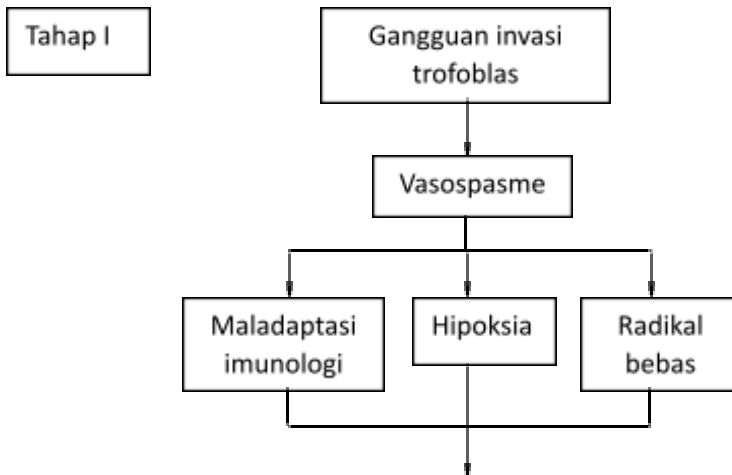 Tahap I
Gangguan invasi
trofoblas
Vasospasme
Maladaptasi
imunologi
Hipoksia
Radikal
bebas